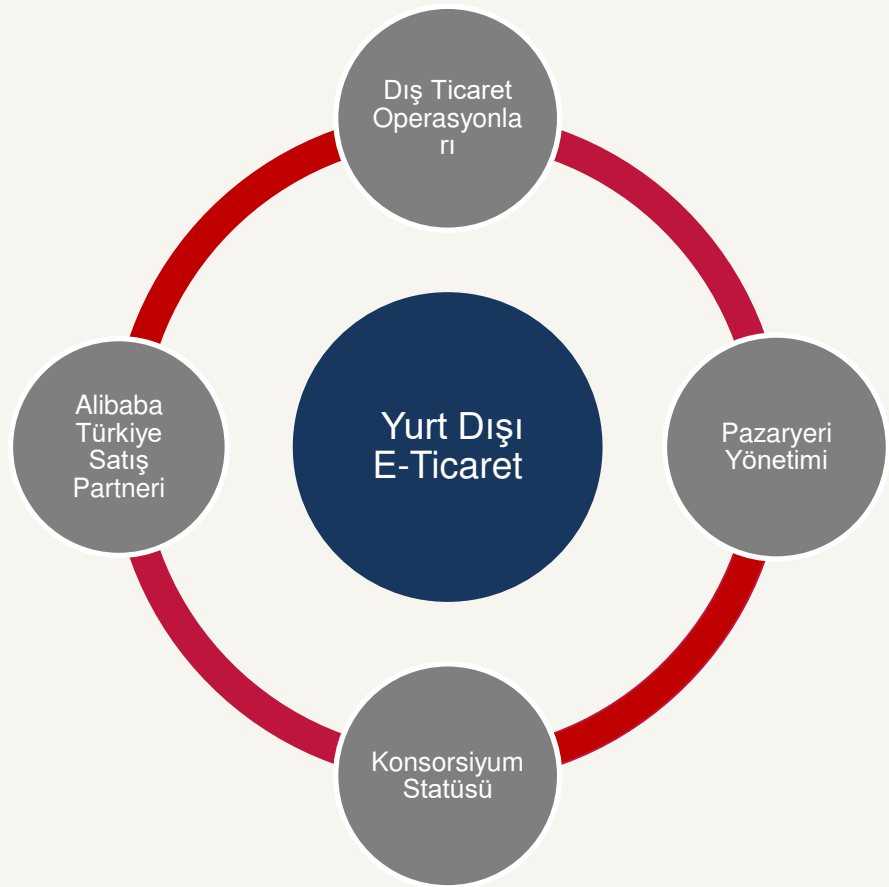 Dış Ticaret
Operasyonla
rı
Alibaba
Türkiye
Satış
Partneri
Yurt Dışı
E-Ticaret
Pazaryeri
Yönetimi
Konsorsiyum
Statüsü